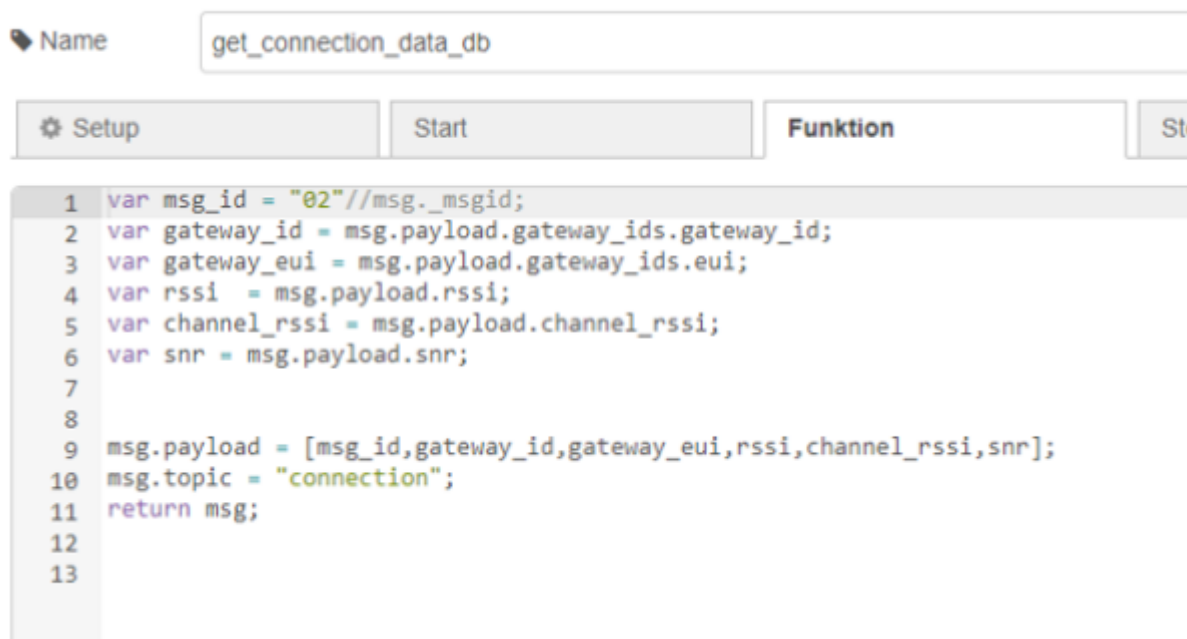 Name get_connection_data_db
Setup Start Funktion
1 var msg_id = "02"//msg._msgid;
2 var gateway_id = msg.payload.gateway_ids.gateway_id;
3 var gateway_eui = msg.payload.gateway_ids.eui;
4 var rssi  = msg.payload.rssi;
5 var channel_rssi = msg.payload.channel_rssi;
6 var snr = msg.payload.snr;
7
8
9 msg.payload = [msg_id,gateway_id,gateway_eui,rssi,channel_rssi,snr];
10 msg.topic = "connection";
11 return msg;
12
13